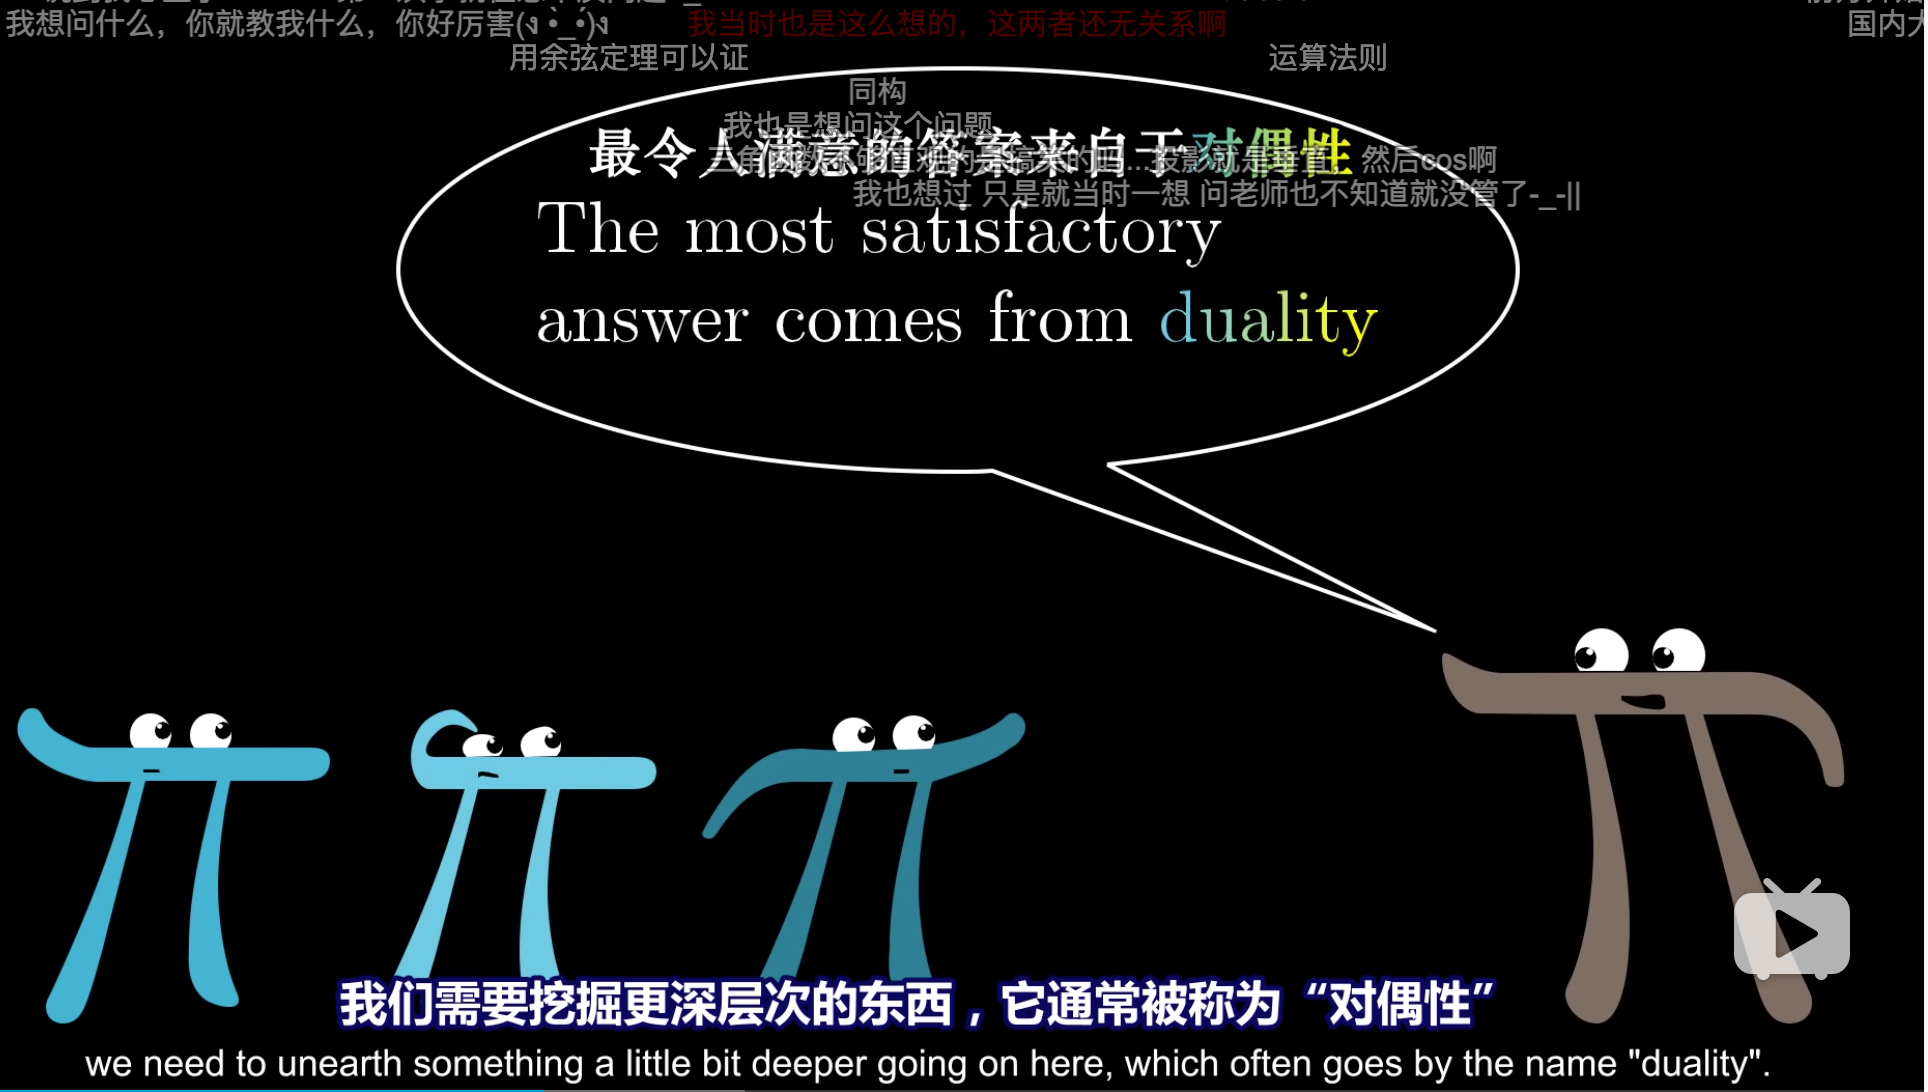 我想问什么，你就教我什么，你好厉害(ง •̀_•́)ง
我当时也是这么想的，这两者还无关系啊
国内大
用余弦定理可以证
运算法则
同构
我也是想问这个问题
最令人满意的答案来自于对偶性
然后cos啊
我也想过 只是就当时一想 问老师也不知道就没管了-_-||
The most satisfactory
answer comes from duality
我们需要挖掘更深层次的东西，它通常被称为“对偶性”
we need to unearth something a little bit deeper going on here, which often goes by the name "duality".